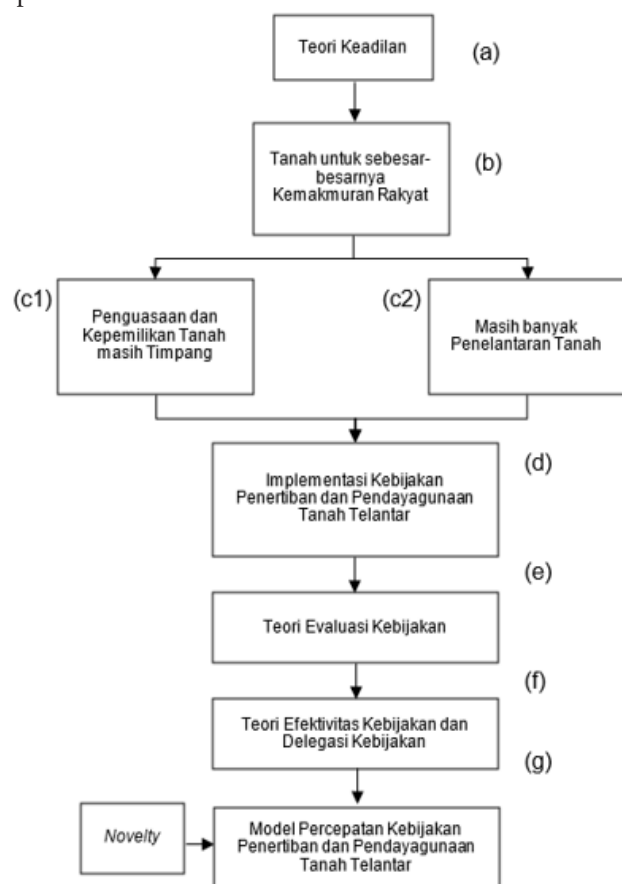 Teori Keadilan
(a)
Tanah untuk sebesar-
besarnya
Kemakmuran Rakyat
(b)
(c1)
Penguasaan dan
Kepemilikan Tanah
masih Timpang
(c2)
Masih banyak
Penelantaran Tanah
(d)
Implementasi Kebijakan
Penertiban dan Pendayagunaan
Tanah Telantar
(e)
Teori Evaluasi Kebijakan
(f)
Teori Efektivitas Kebijakan dan
Delegasi Kebijakan
(g)
Novelty
Model Percepatan Kebijakan
Penertiban dan Pendayagunaan
Tanah Telantar